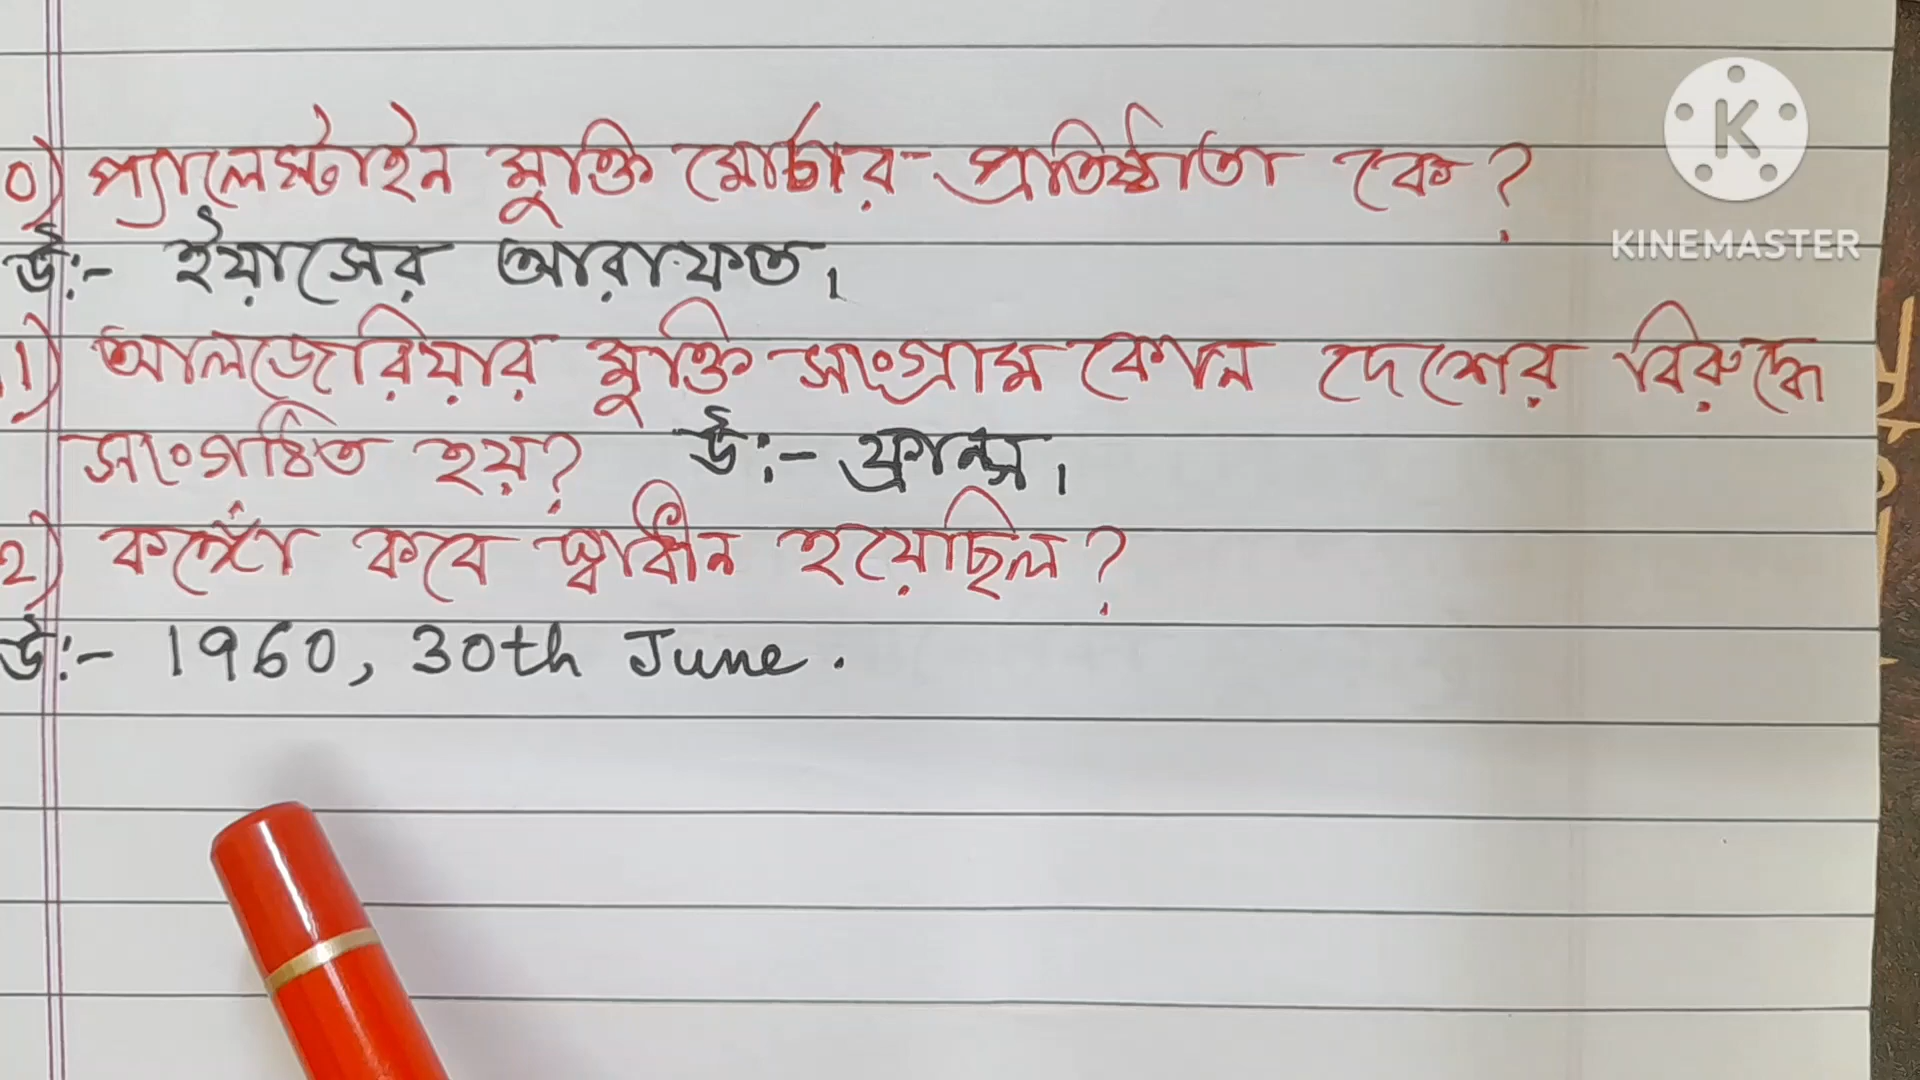 ০) প্যালেস্টাইন মুক্তি মোর্চার প্রতিষ্ঠাতা কে?
উঃ- ইয়াসের আরাফত।
১) আলজেরিয়ার মুক্তি সংগ্রাম কোন দেশের বিরুদ্ধে
সংগঠিত হয়? উঃ- ফ্রান্স।
২) কঙ্গো কবে স্বাধীন হয়েছিল?
উঃ- 1960, 30th June.
K
KINEMASTER